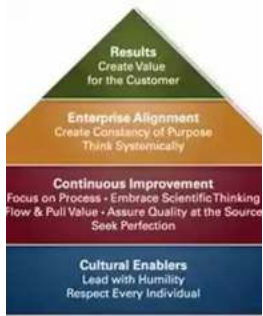 Results
Create Value
for the Customer
Enterprise Alignment
Create Constancy of Purpose
Think Systemically
Continuous Improvement
Focus on Process • Embrace Scientific Thinking
Flow & Pull Value • Assure Quality at the Source
Seek Perfection
Cultural Enablers
Lead with Humility
Respect Every Individual